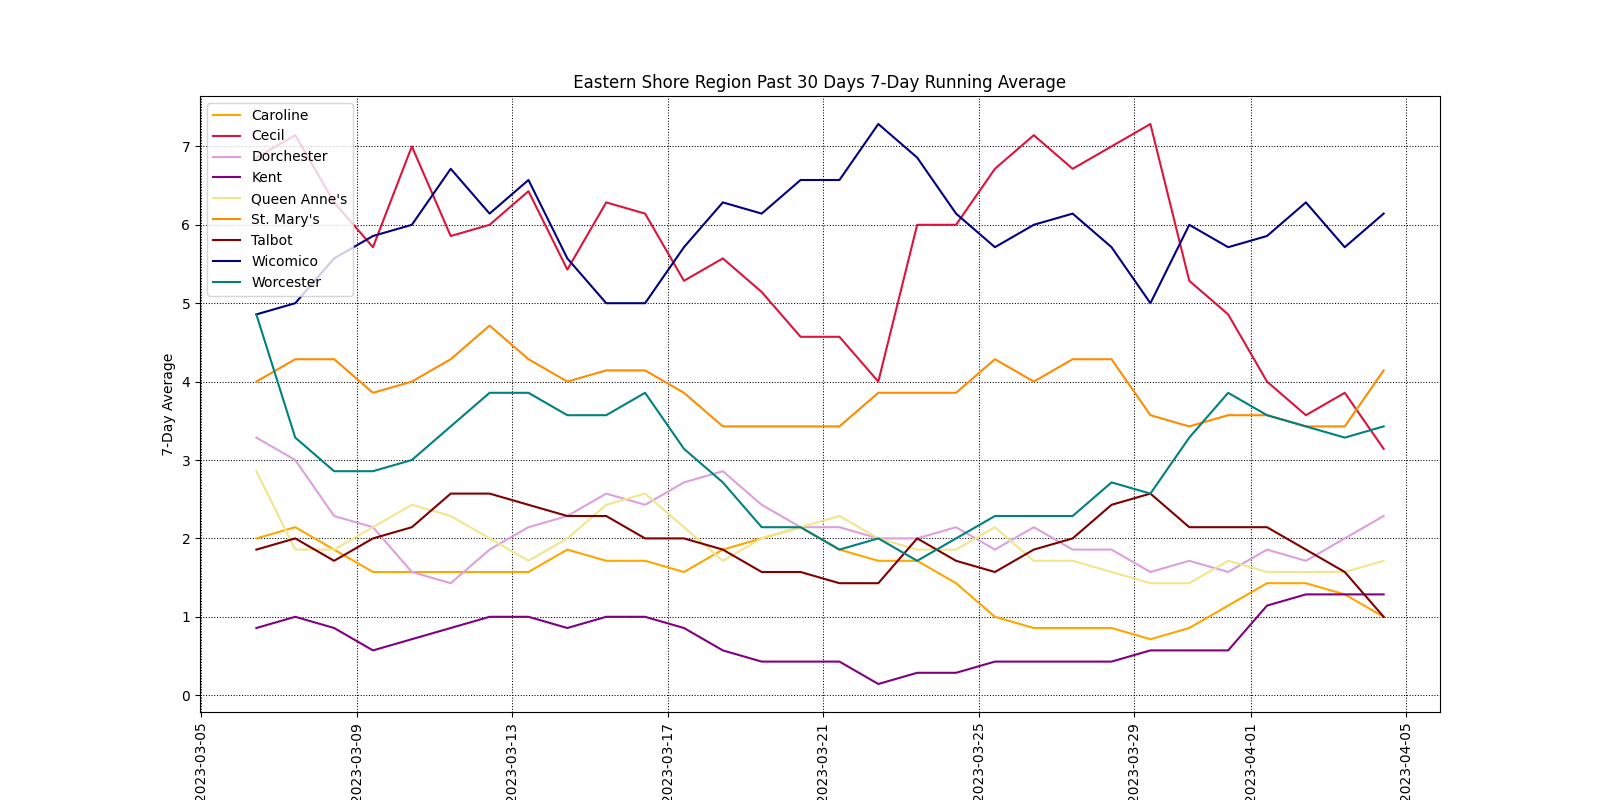 Eastern Shore Region Past 30 Days 7-Day Running Average
Caroline
Cecil
Dorchester
Kent
Queen Anne's
St. Mary's
Talbot
Wicomico
Worcester
7-Day Average
7
6
5
4
3
2
1
0
2023-03-05
2023-03-09
2023-03-13
2023-03-17
2023-03-21
2023-03-25
2023-03-29
2023-04-01
2023-04-05